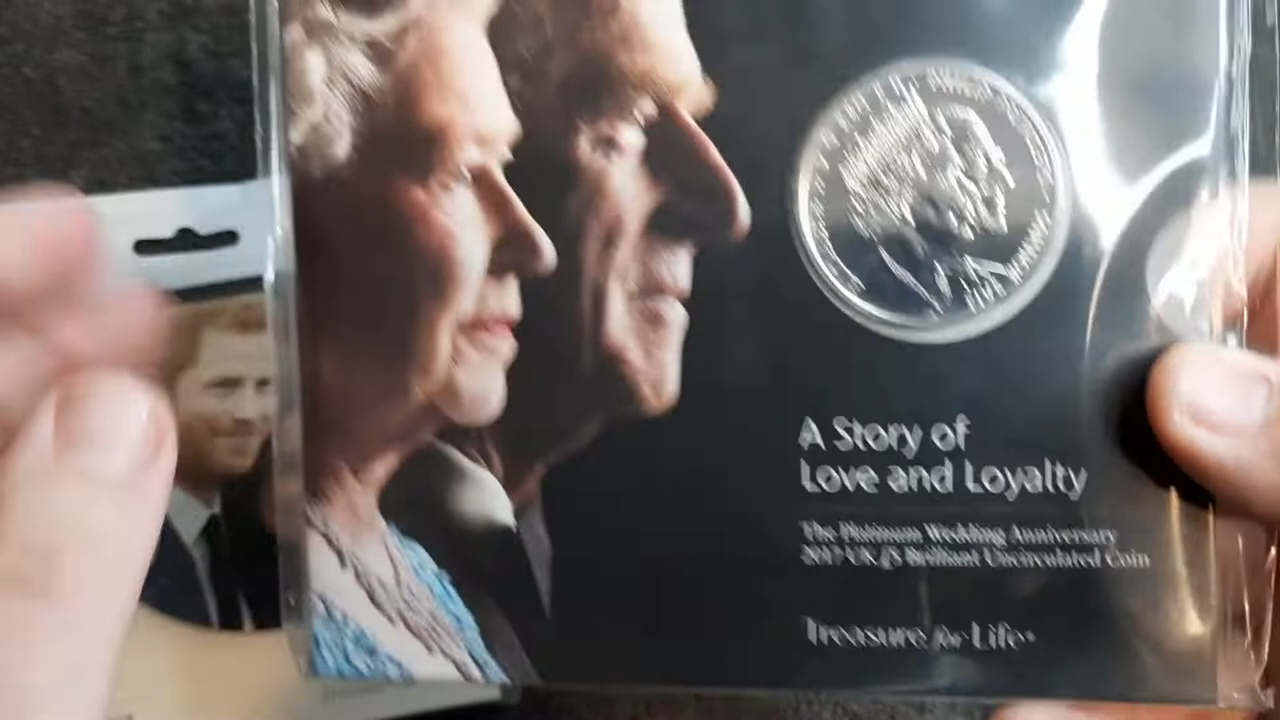 A Story of
Love and Loyalty
The Platinum Wedding Anniversary
2017 UK £5 Brilliant Uncirculated Coin
Treasure for Life